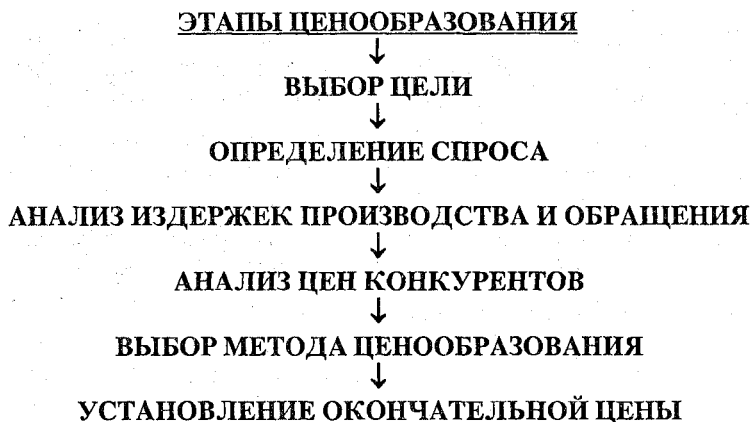 ЭТАПЫ ЦЕНООБРАЗОВАНИЯ
ВЫБОР ЦЕЛИ
ОПРЕДЕЛЕНИЕ СПРОСА
АНАЛИЗ ИЗДЕРЖЕК ПРОИЗВОДСТВА И ОБРАЩЕНИЯ
АНАЛИЗ ЦЕН КОНКУРЕНТОВ
ВЫБОР МЕТОДА ЦЕНООБРАЗОВАНИЯ
УСТАНОВЛЕНИЕ ОКОНЧАТЕЛЬНОЙ ЦЕНЫ